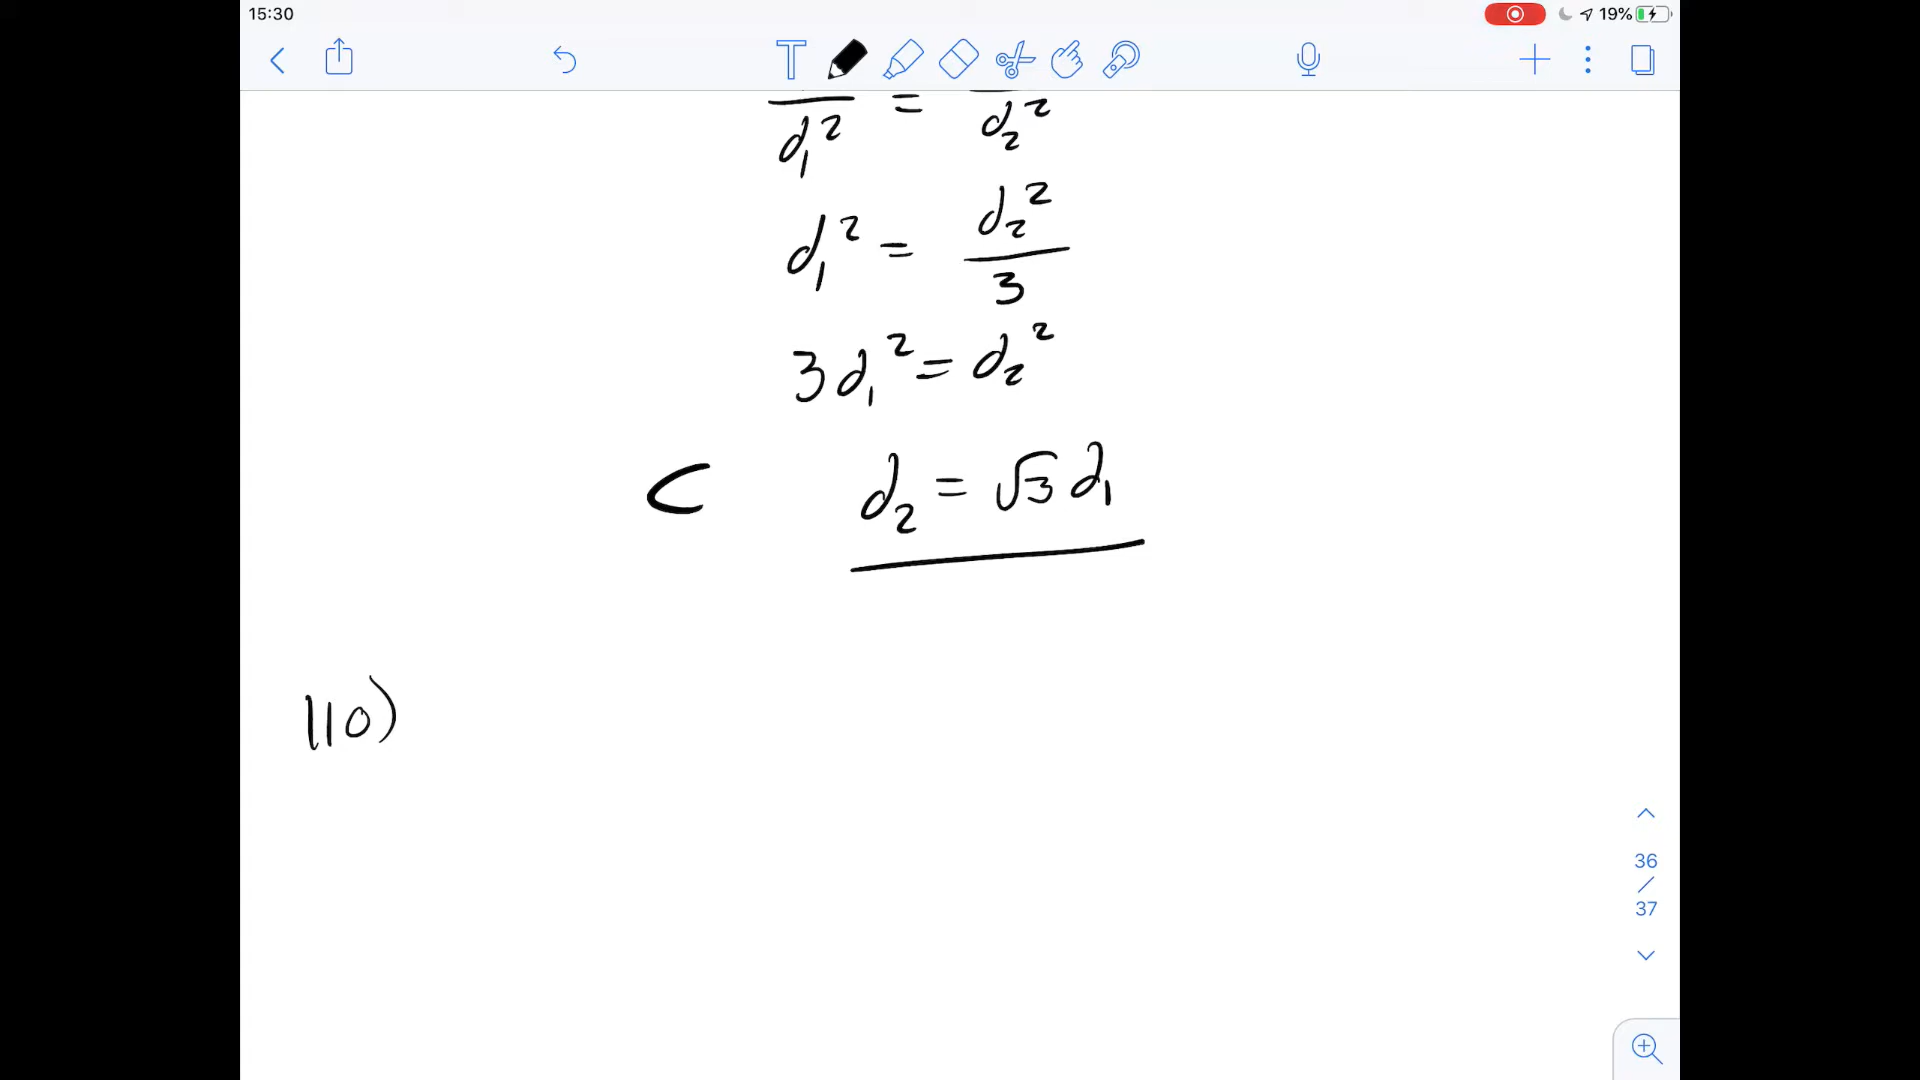 15:30
19%
T
d₁² = d₂²
d₁² = d₂²/3
3d₁² = d₂²
C d₂ = √3 d₁
110)
36
/
37